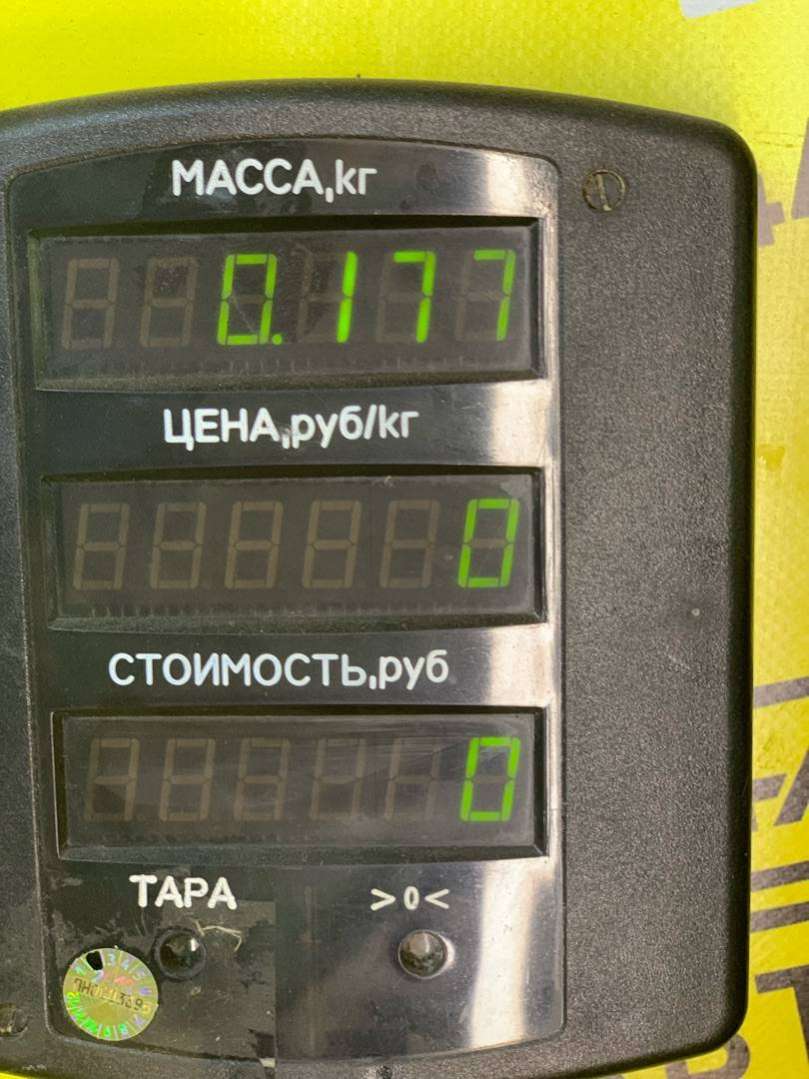 МАССА,кг
0.177
ЦЕНА,руб/кг
0
СТОИМОСТЬ,руб
0
ТАРА >0<